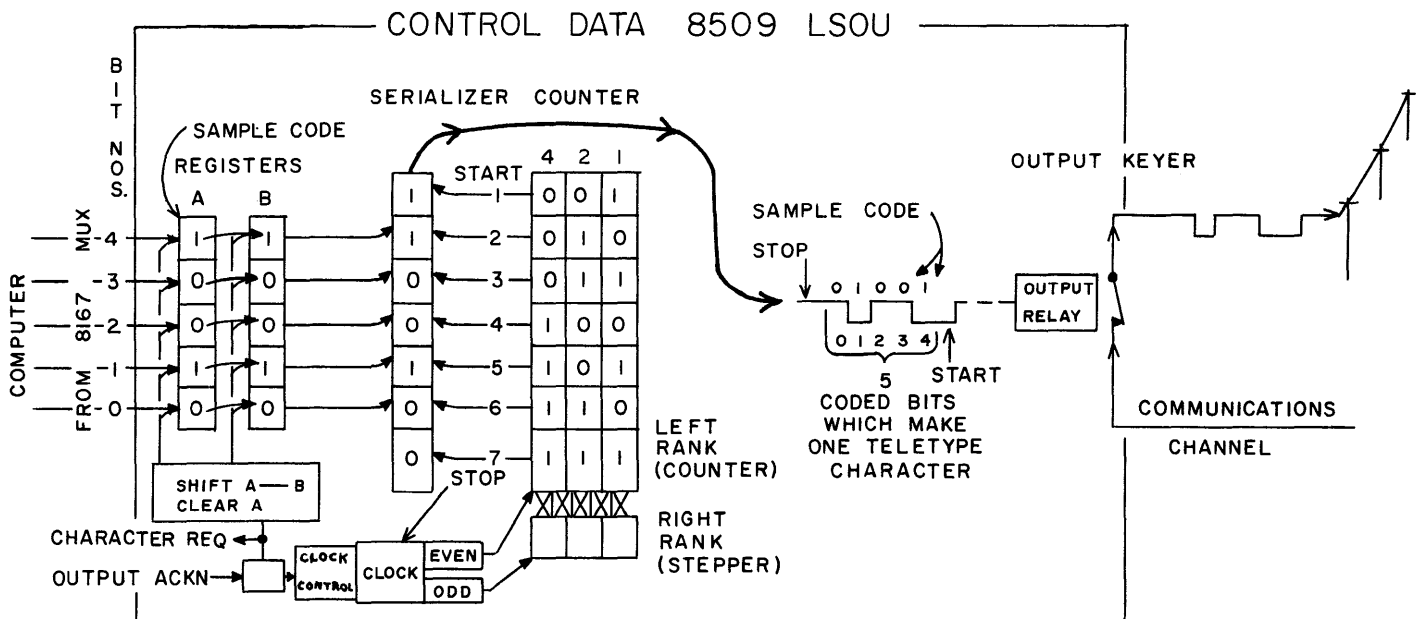 CONTROL DATA 8509 LSOU
BIT NOS.
SERIALIZER COUNTER
SAMPLE CODE
REGISTERS
A B
START
4 2 1
1 1 0 0 1
COMPUTER
FROM 8167 MUX
4 1 1 1 2 0 1 0
3 0 0 0 3 0 1 1
2 0 0 0 4 1 0 0
1 1 1 1 5 1 0 1
0 0 0 0 6 1 1 0
0 7 1 1 1
STOP
LEFT
RANK
(COUNTER)
SHIFT A — B
CLEAR A
CHARACTER REQ
OUTPUT ACKN
CLOCK
CONTROL
CLOCK
EVEN
ODD
RIGHT
RANK
(STEPPER)
SAMPLE CODE
STOP
0 1 0 0 1
0 1 2 3 4
5
START
CODED BITS
WHICH MAKE
ONE TELETYPE
CHARACTER
OUTPUT KEYER
OUTPUT
RELAY
COMMUNICATIONS
CHANNEL